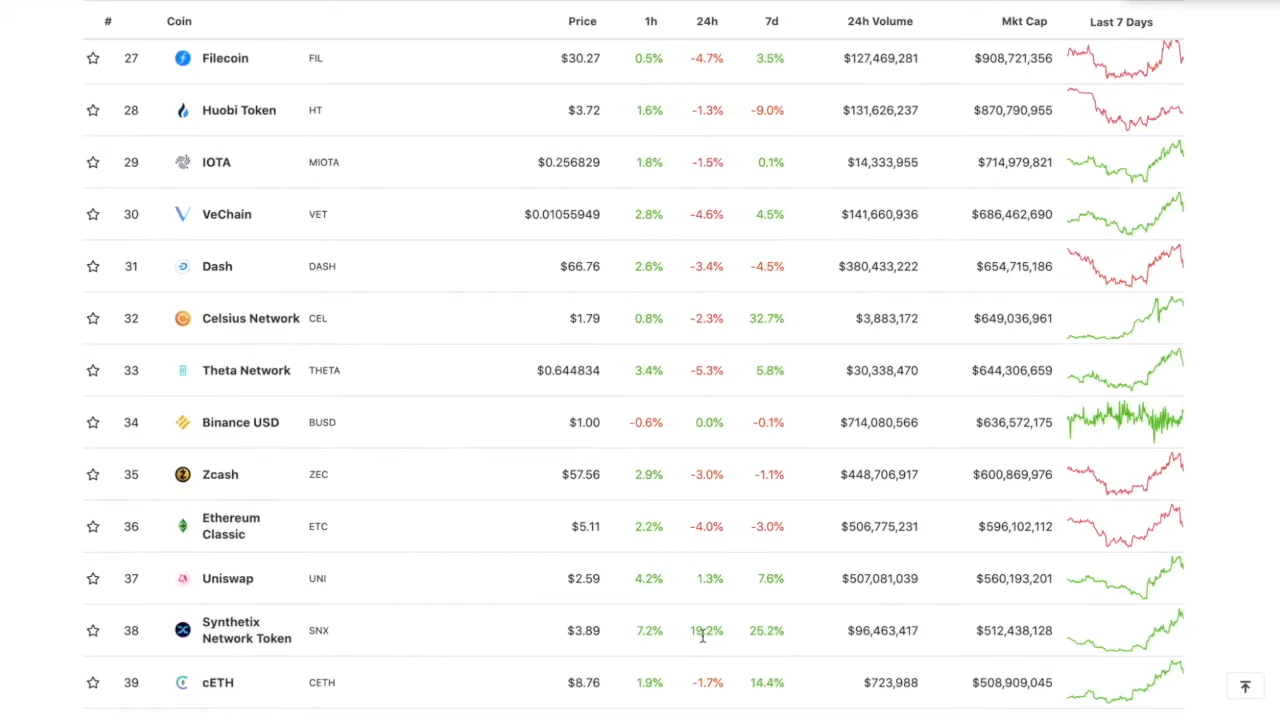 # Coin Price 1h 24h 7d 24h Volume Mkt Cap Last 7 Days
27 Filecoin FIL $30.27 0.5% -4.7% 3.5% $127,469,281 $908,721,356
28 Huobi Token HT $3.72 1.6% -1.3% -9.0% $131,626,237 $870,790,955
29 IOTA MIOTA $0.256829 1.8% -1.5% 0.1% $14,333,955 $714,979,821
30 VeChain VET $0.01055949 2.8% -4.6% 4.5% $141,660,936 $686,462,690
31 Dash DASH $66.76 2.6% -3.4% -4.5% $380,433,222 $654,715,186
32 Celsius Network CEL $1.79 0.8% -2.3% 32.7% $3,883,172 $649,036,961
33 Theta Network THETA $0.644834 3.4% -5.3% 5.8% $30,338,470 $644,306,659
34 Binance USD BUSD $1.00 -0.6% 0.0% -0.1% $714,080,566 $636,572,175
35 Zcash ZEC $57.56 2.9% -3.0% -1.1% $448,706,917 $600,869,976
36 Ethereum
Classic ETC $5.11 2.2% -4.0% -3.0% $506,775,231 $596,102,112
37 Uniswap UNI $2.59 4.2% 1.3% 7.6% $507,081,039 $560,193,201
38 Synthetix
Network Token SNX $3.89 7.2% 19.2% 25.2% $96,463,417 $512,438,128
39 cETH CETH $8.76 1.9% -1.7% 14.4% $723,988 $508,909,045